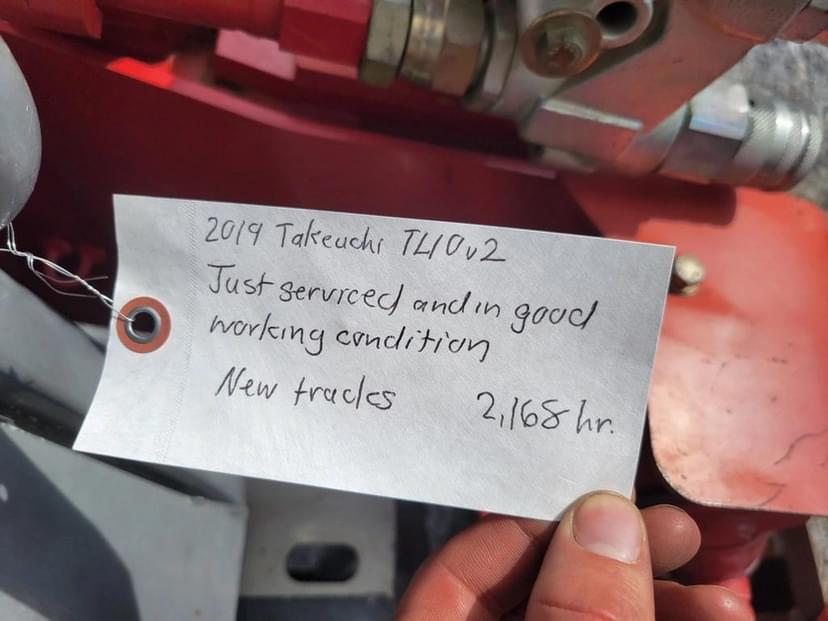 2019 Takeuchi TL10v2
Just serviced and in good
working condition
New tracks 2,168 hr.